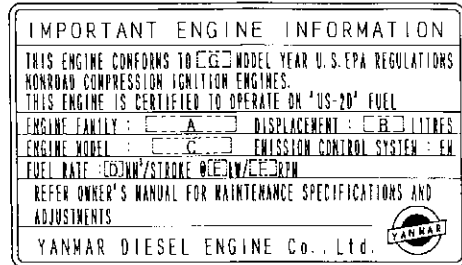 IMPORTANT ENGINE INFORMATION
THIS ENGINE CONFORMS TO [G] MODEL YEAR U.S.EPA REGULATIONS
NONROAD COMPRESSION IGNITION ENGINES.
THIS ENGINE IS CERTIFIED TO OPERATE ON "US-2D" FUEL
ENGINE FAMILY : [A] DISPLACEMENT : [B] LITRES
ENGINE MODEL : [C] EMISSION CONTROL SYSTEM : EM
FUEL RATE : [D]MM³/STROKE @[E]KW/[F]RPM
REFER OWNER'S MANUAL FOR MAINTENANCE SPECIFICATIONS AND
ADJUSTMENTS
YANMAR DIESEL ENGINE Co., Ltd. YANMAR